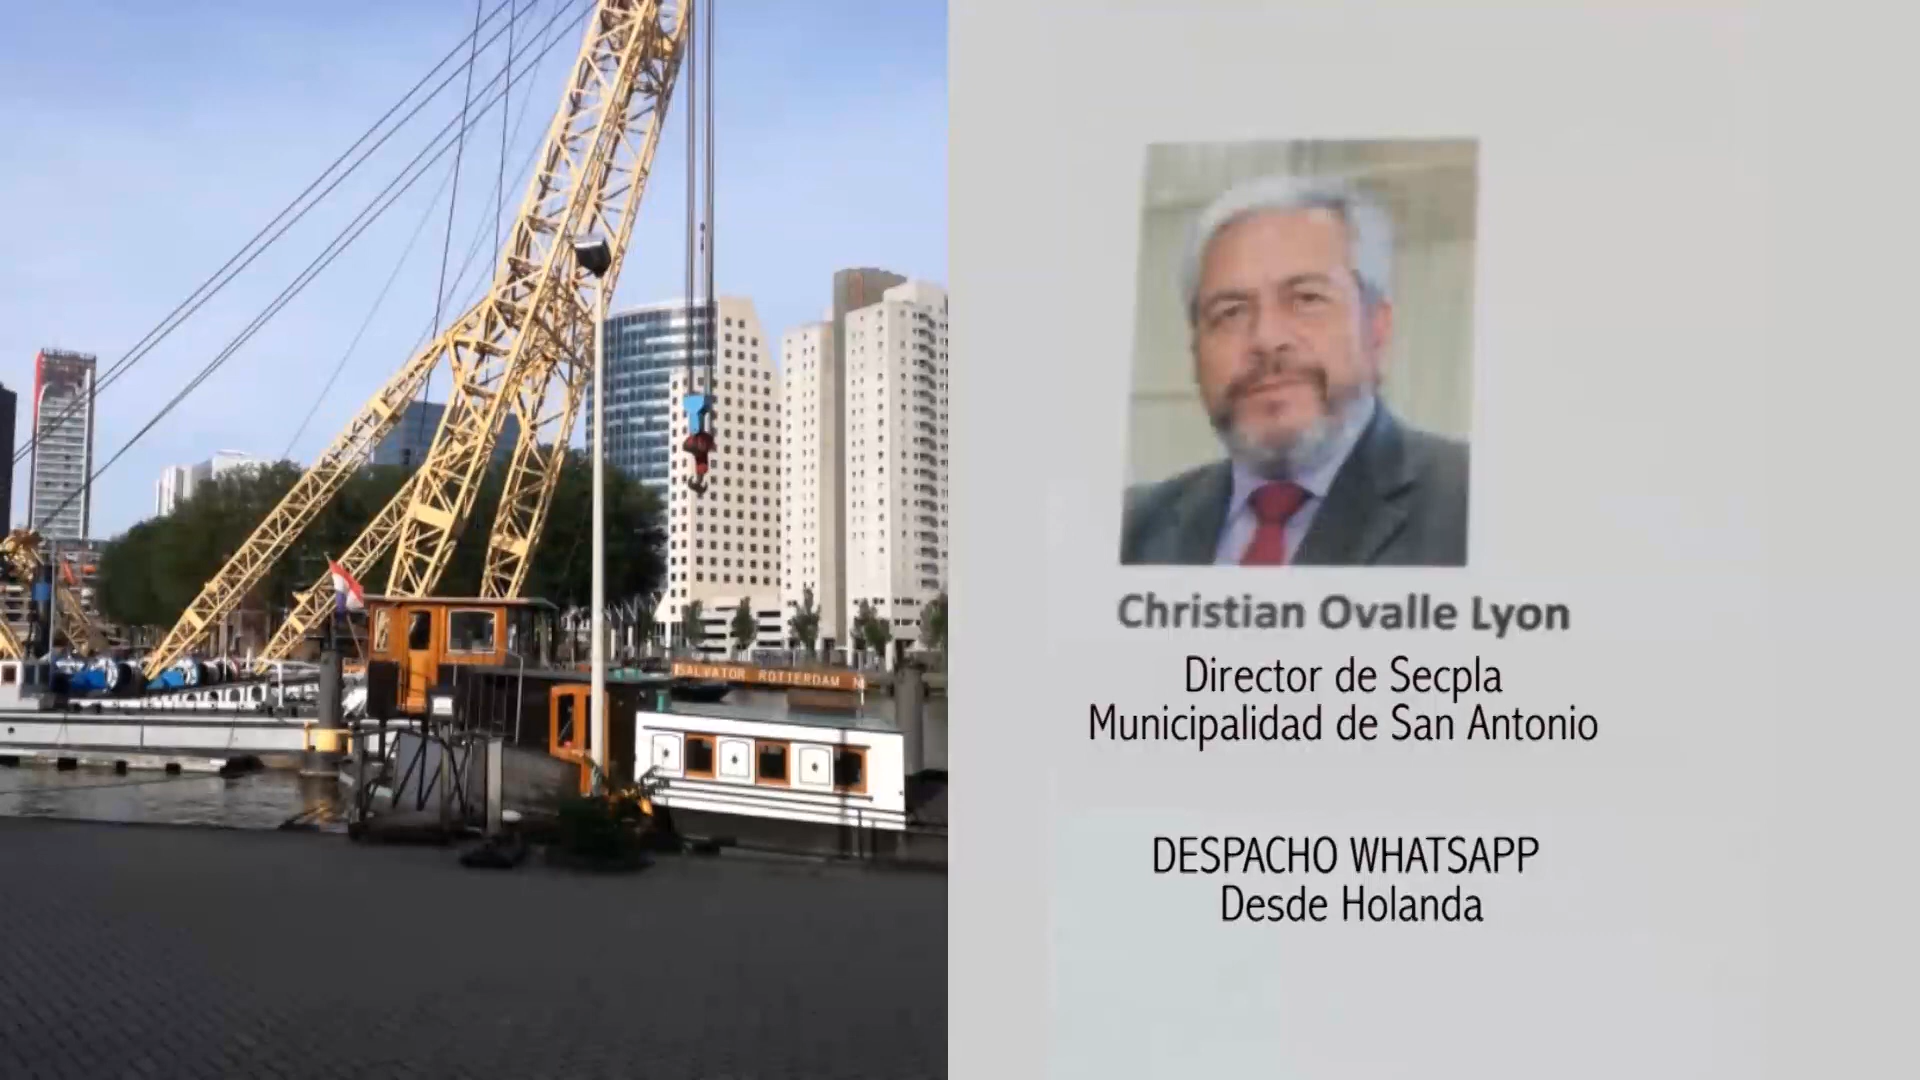 SALVATOR ROTTERDAM
Christian Ovalle Lyon
Director de Secpla
Municipalidad de San Antonio
DESPACHO WHATSAPP
Desde Holanda